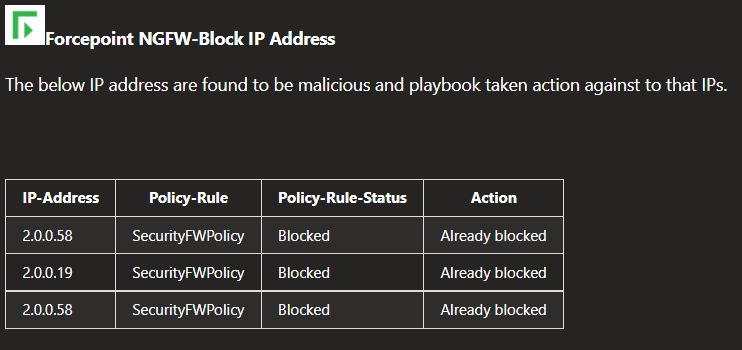 Forcepoint NGFW-Block IP Address
The below IP address are found to be malicious and playbook taken action against to that IPs.
IP-Address Policy-Rule Policy-Rule-Status Action
2.0.0.58 SecurityFWPolicy Blocked Already blocked
2.0.0.19 SecurityFWPolicy Blocked Already blocked
2.0.0.58 SecurityFWPolicy Blocked Already blocked